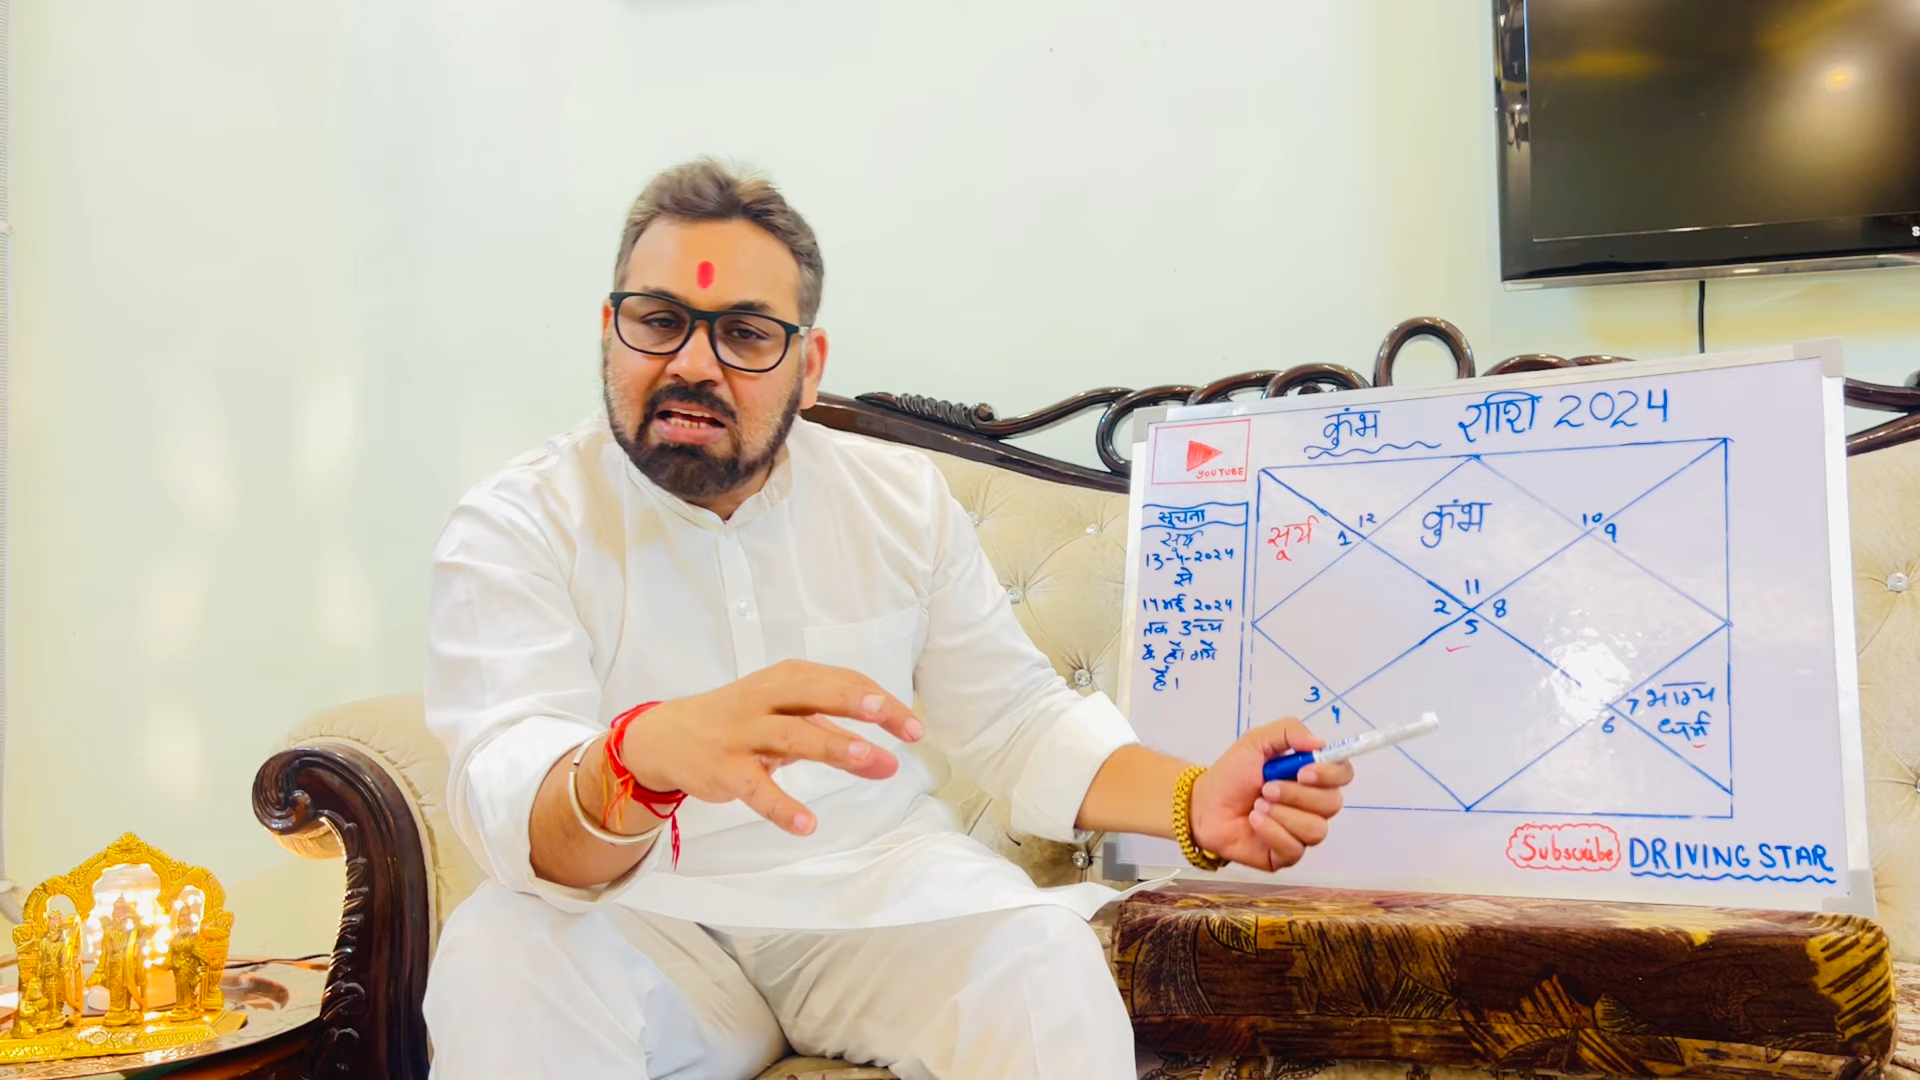 कुंभ राशि 2024
YOUTUBE
सूचना
सूर्य
13-4-2024
से
14 मई 2024
तक उच्च
के हो गये
हैं।
सूर्य
12
1
कुंभ
10
9
11
2
8
5
3
4
7 भाग्य
धर्म
6
Subscribe DRIVING STAR